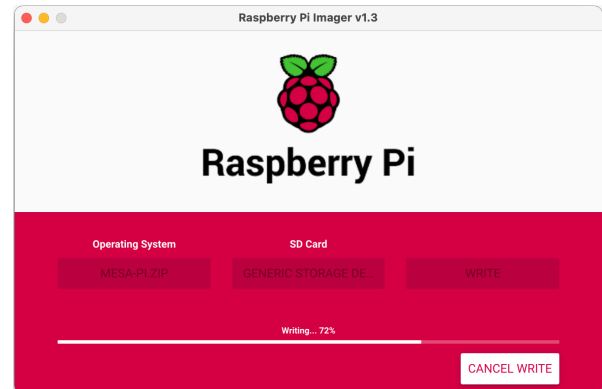 Raspberry Pi Imager v1.3
Raspberry Pi
Operating System
SD Card
MESA-PI.ZIP
GENERIC STORAGE DE...
WRITE
Writing... 72%
CANCEL WRITE